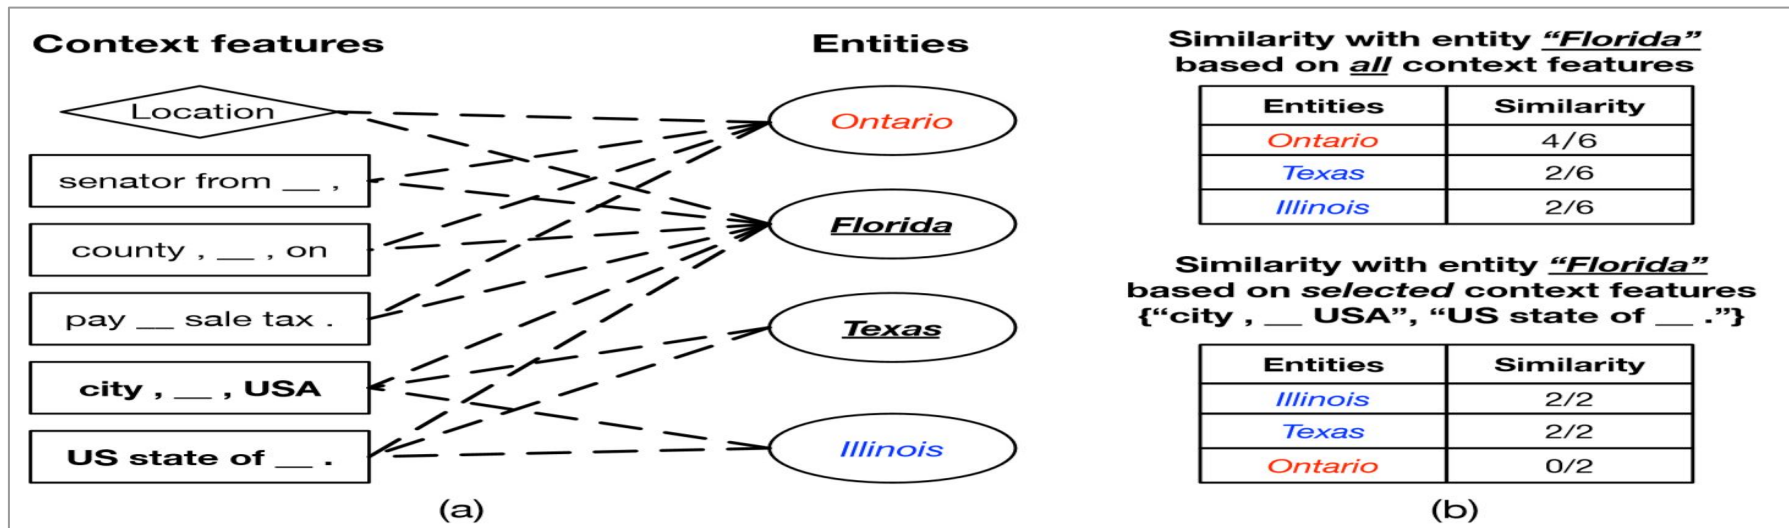 Context features
Entities
Location
senator from __ ,
county , __ , on
pay __ sale tax .
city , __ , USA
US state of __ .
Ontario
Florida
Texas
Illinois
(a)
Similarity with entity “Florida”
based on all context features
Entities Similarity
Ontario 4/6
Texas 2/6
Illinois 2/6
Similarity with entity “Florida”
based on selected context features
{“city , __ USA”, “US state of __ .”}
Entities Similarity
Illinois 2/2
Texas 2/2
Ontario 0/2
(b)